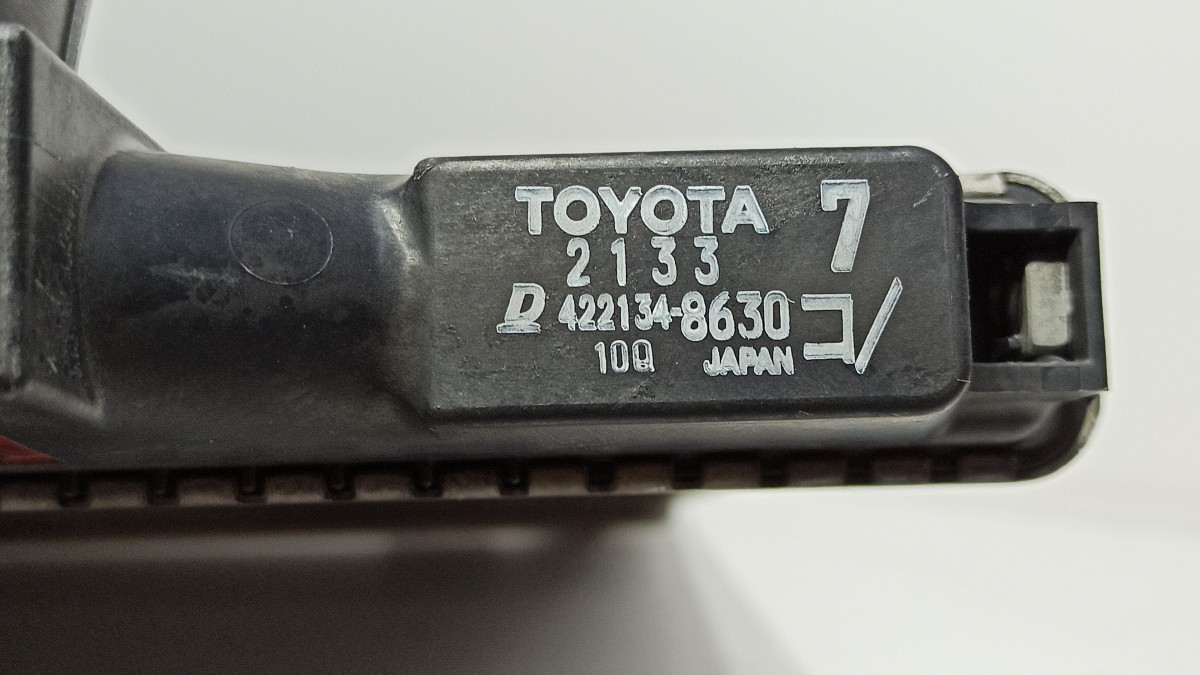 TOYOTA 7
2133
D 422134-8630 コ/
10Q JAPAN